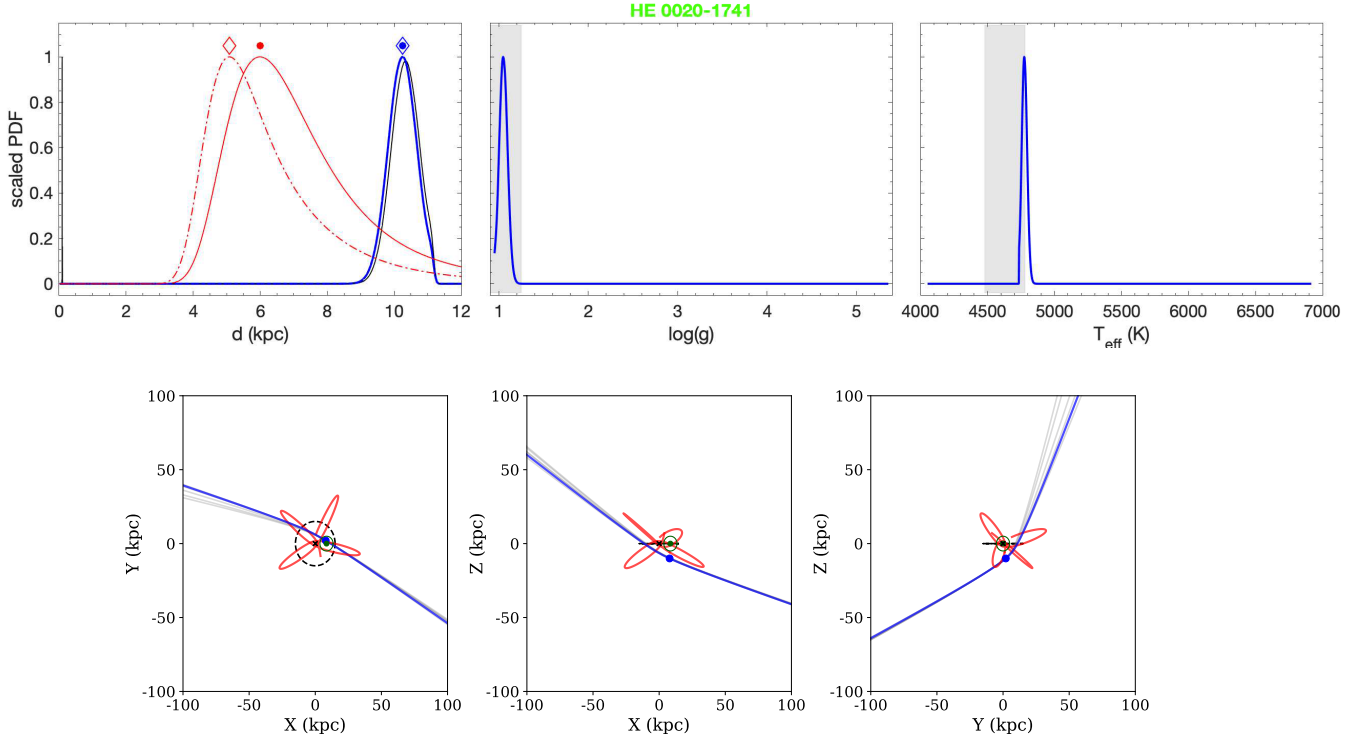 HE 0020-1741
scaled PDF
1
0.8
0.6
0.4
0.2
0
0 2 4 6 8 10 12
d (kpc)
1 2 3 4 5
log(g)
4000 4500 5000 5500 6000 6500 7000
T_eff (K)
Y (kpc)
100
50
0
-50
-100
-100 -50 0 50 100
X (kpc)
Z (kpc)
100
50
0
-50
-100
-100 -50 0 50 100
X (kpc)
Z (kpc)
100
50
0
-50
-100
-100 -50 0 50 100
Y (kpc)